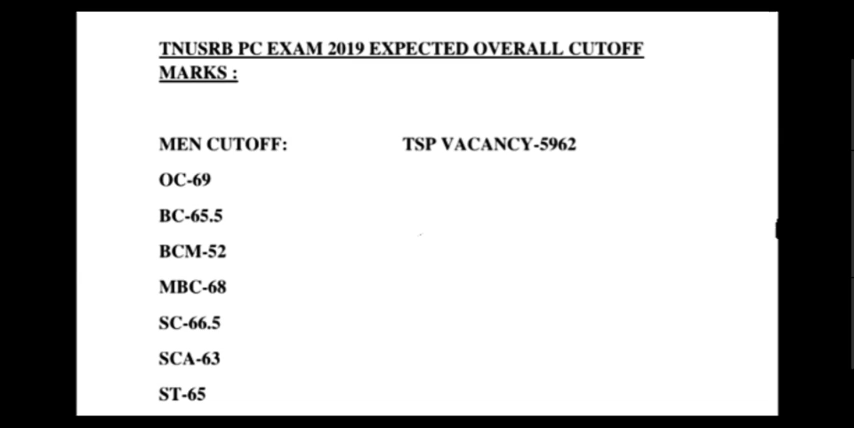 TNUSRB PC EXAM 2019 EXPECTED OVERALL CUTOFF
MARKS :
MEN CUTOFF: TSP VACANCY-5962
OC-69
BC-65.5
BCM-52
MBC-68
SC-66.5
SCA-63
ST-65